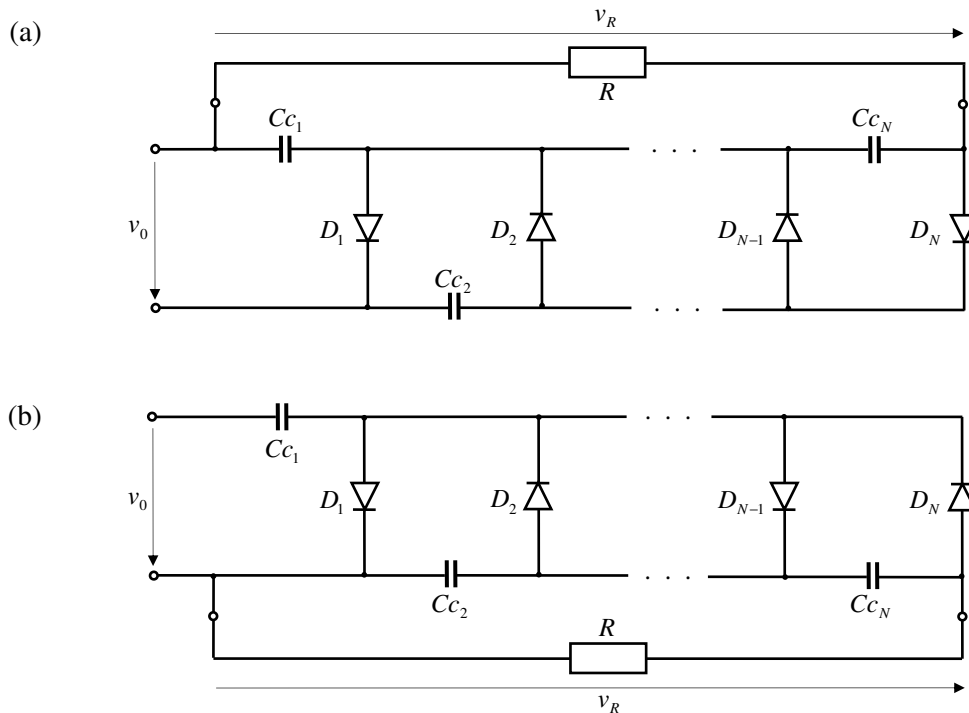 (a)
v_R
R
Cc_1
Cc_N
. . .
v_0
D_1
D_2
D_{N-1}
D_N
Cc_2
. . .
(b)
. . .
Cc_1
v_0
D_1
D_2
D_{N-1}
D_N
. . .
Cc_2
Cc_N
R
v_R